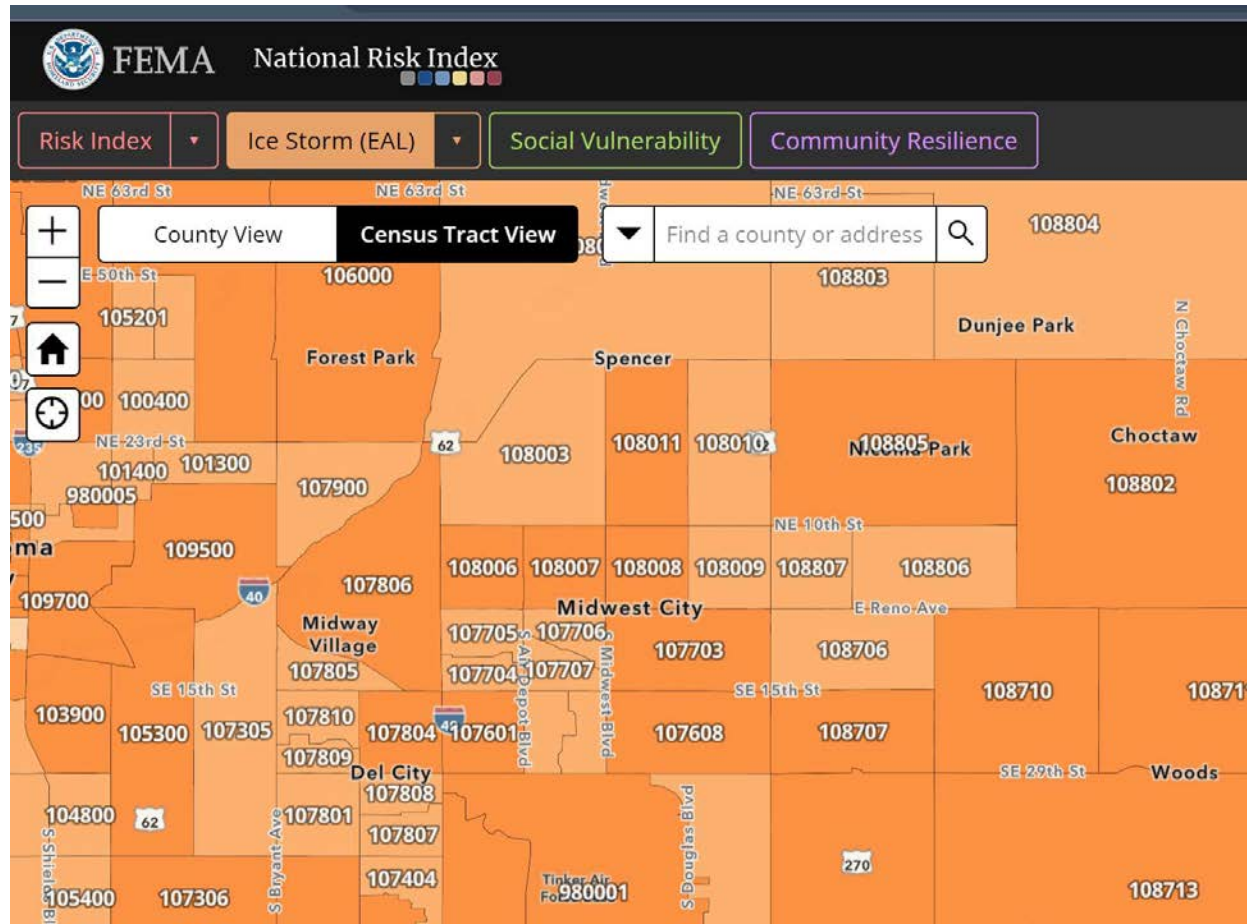 FEMA National Risk Index
Risk Index Ice Storm (EAL) Social Vulnerability Community Resilience
NE 63rd St NE 63rd St NE 63rd St
County View Census Tract View Find a county or address
108804
E 50th St 106000 108803
105201 Dunjee Park N Choctaw Rd
Forest Park Spencer
100400
NE 23rd St 62 108003 108011 108010 108805 Park Choctaw
235
101400 101300
980005 107900 108802
NE 10th St
109500
108006 108007 108008 108009 108807 108806
40 107806
109700 Midwest City E Reno Ave
Midway
Village
107705 107706 107703 108706
107805 107704 107707
S Air Depot Blvd S Midwest Blvd
SE 15th St SE 15th St 108710
103900 105300 107305 107810 107804 107601 107608 108707
107809
Del City SE 29th St Woods
107808
104800 62 107801
107807
S Bryant Ave S Douglas Blvd
270
107404 Tinker Air
105400 107306 980001 108713